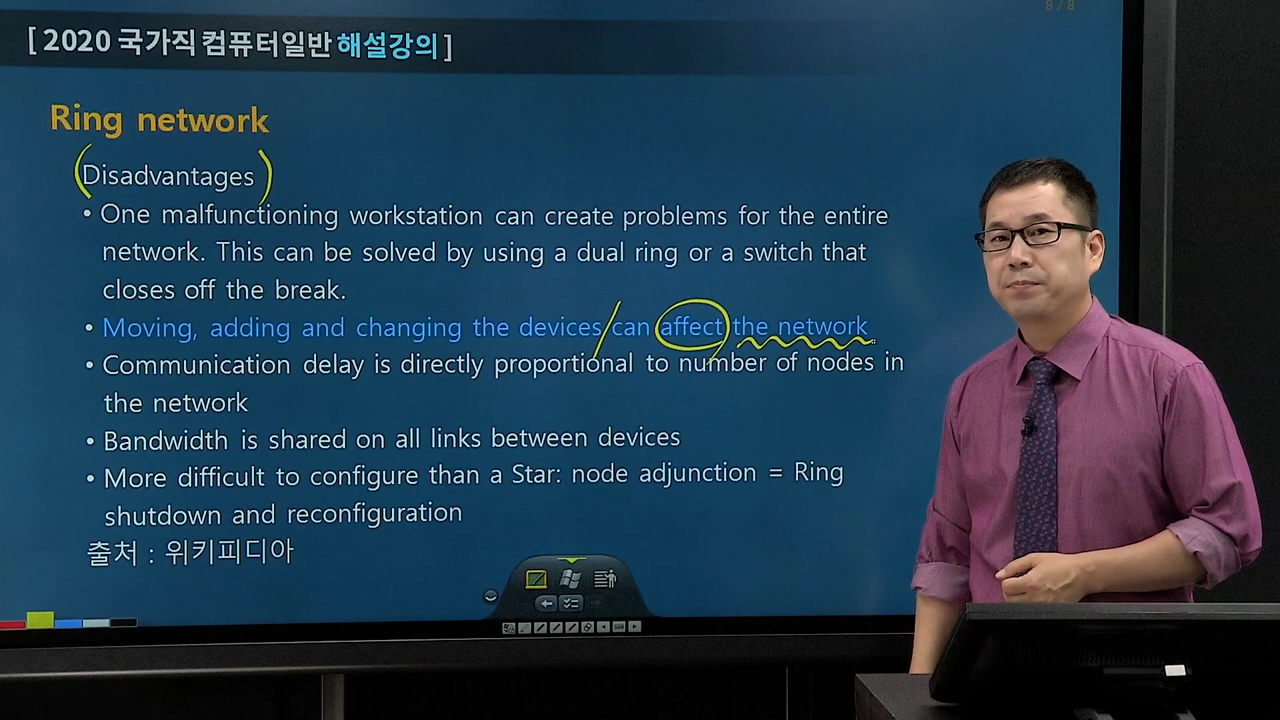 8/8
[ 2020 국가직 컴퓨터일반 해설강의 ]
Ring network
Disadvantages
• One malfunctioning workstation can create problems for the entire
network. This can be solved by using a dual ring or a switch that
closes off the break.
• Moving, adding and changing the devices can affect the network
• Communication delay is directly proportional to number of nodes in
the network
• Bandwidth is shared on all links between devices
• More difficult to configure than a Star: node adjunction = Ring
shutdown and reconfiguration
출처 : 위키피디아